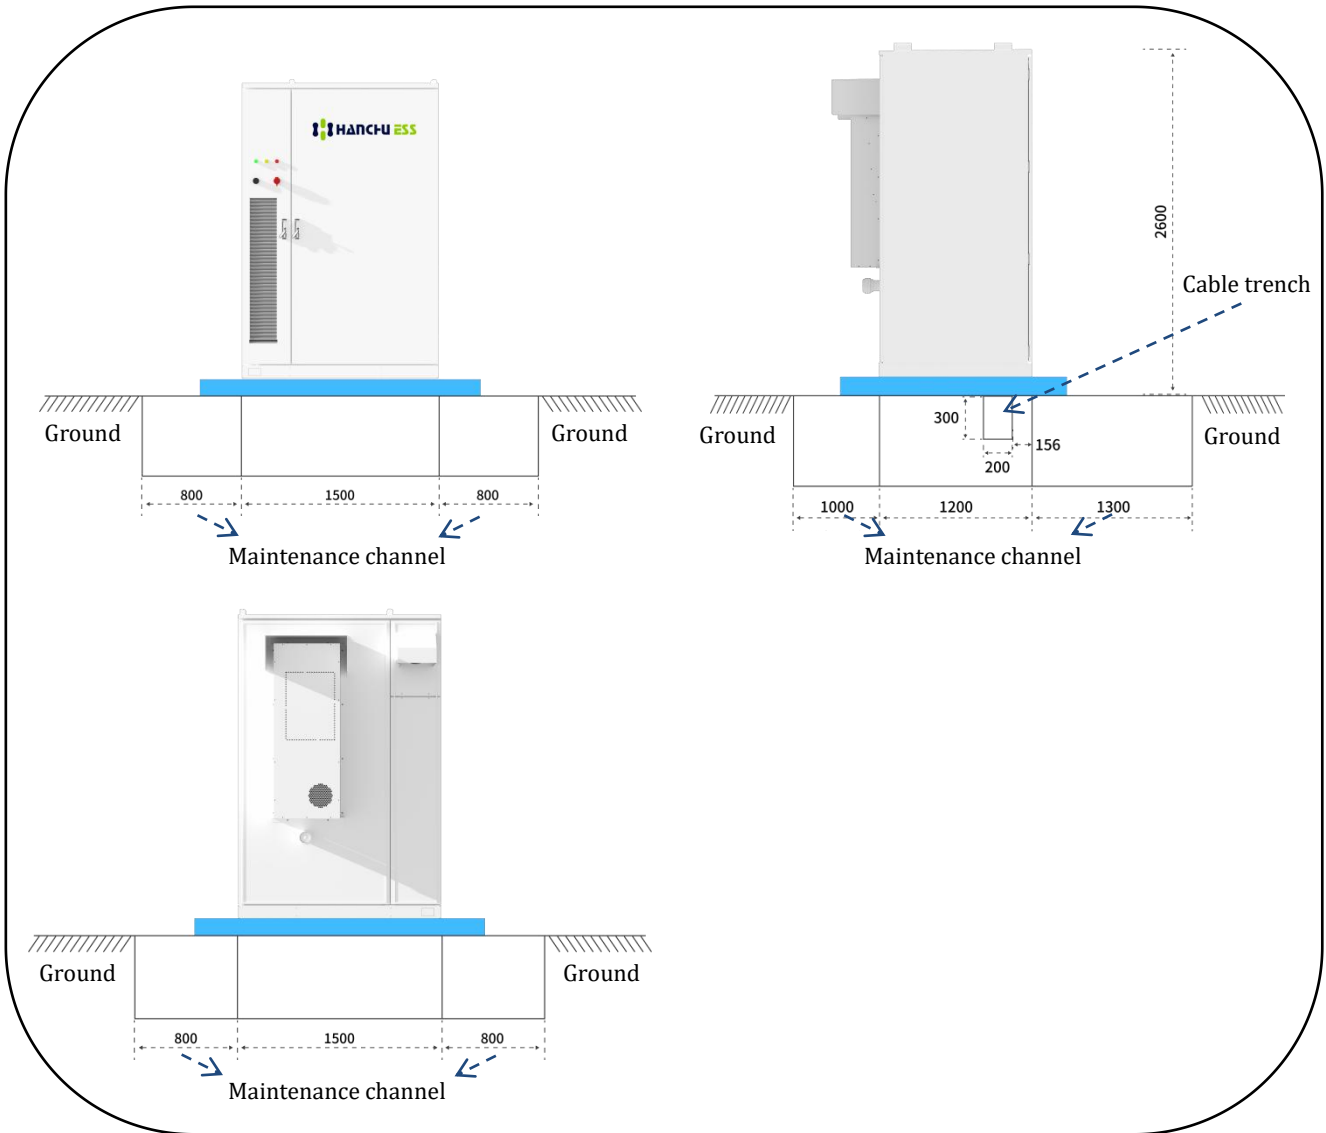 HANCHU ESS
Ground
Ground
800
1500
800
Maintenance channel
2600
Cable trench
300
156
200
Ground
Ground
1000
1200
1300
Maintenance channel
Ground
Ground
800
1500
800
Maintenance channel